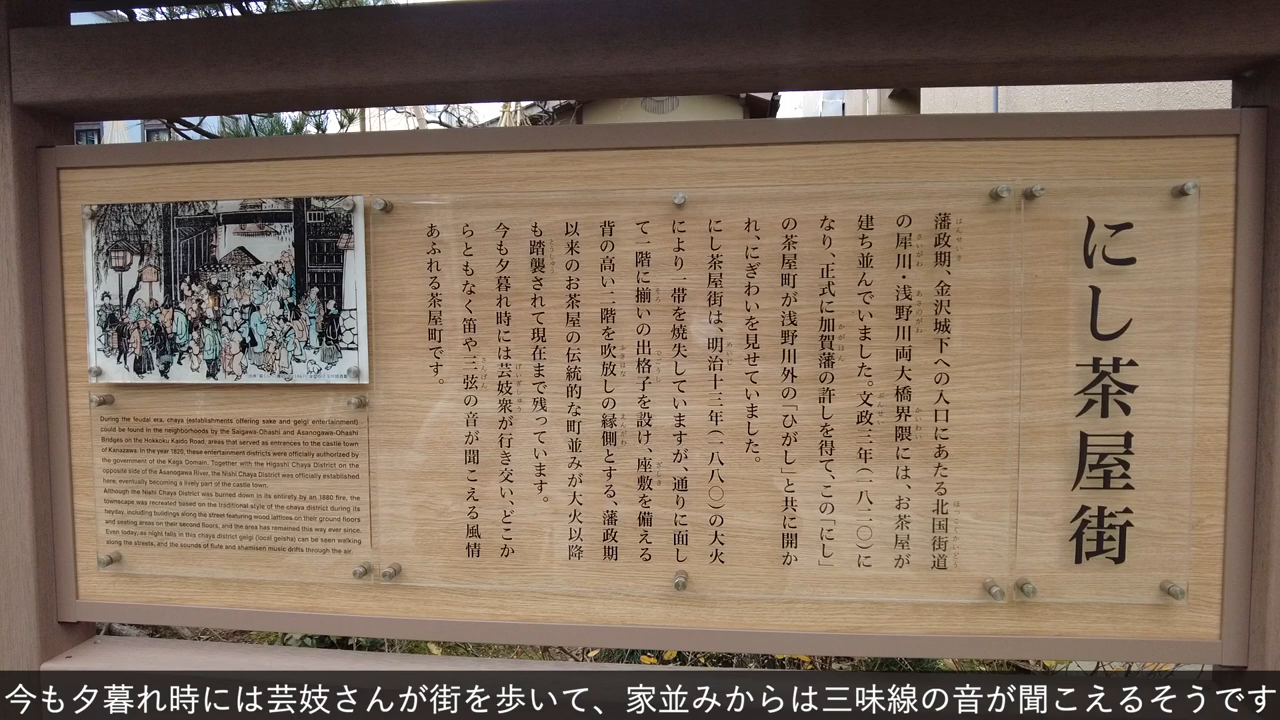 にし茶屋街
藩政期、金沢城下への入口にあたる北国街道
の犀川・浅野川両大橋界隈には、お茶屋が
建ち並んでいました。文政三年(一八二〇)に
なり、正式に加賀藩の許しを得て、この「にし」
の茶屋町が浅野川外の「ひがし」と共に開か
れ、にぎわいを見せていました。
にし茶屋街は、明治十三年(一八八〇)の大火
により一帯を焼失していますが、通りに面し
て一階に揃いの出格子を設け、座敷を備える
背の高い二階を吹放しの縁側とする、藩政期
以来のお茶屋の伝統的な町並みが大火以降
も踏襲されて現在まで残っています。
今も夕暮れ時には芸妓衆が行き交い、どこか
らともなく笛や三弦の音が聞こえる風情
あふれる茶屋町です。
During the feudal era, chaya (establishments offering sake and geigi entertainment)
could be found in the neighborhoods by the Saigawa-Ohashi and Asanogawa-Ohashi
Bridges on the Hokkoku Kaido Road; areas that served as entrances to the castle town
of Kanazawa. In the year 1820, these entertainment districts were officially authorized by
the government of the Kaga Domain. Together with the Higashi Chaya District on the
opposite side of the Asanogawa River, the Nishi Chaya District was officially established
here, eventually becoming a lively part of the castle town.
Although the Nishi Chaya District was burned down in its entirety by an 1880 fire, the
townscape was recreated based on the traditional style of the chaya district during its
heyday, including buildings along the street featuring wood lattices on their ground floors
and seating areas on their second floors, and the area has remained this way ever since.
Even today, as night falls in this chaya district geigi (local geisha) can be seen walking
along the streets, and the sounds of flute and shamisen music drifts through the air.
今も夕暮れ時には芸妓さんが街を歩いて、家並みからは三味線の音が聞こえるそうです